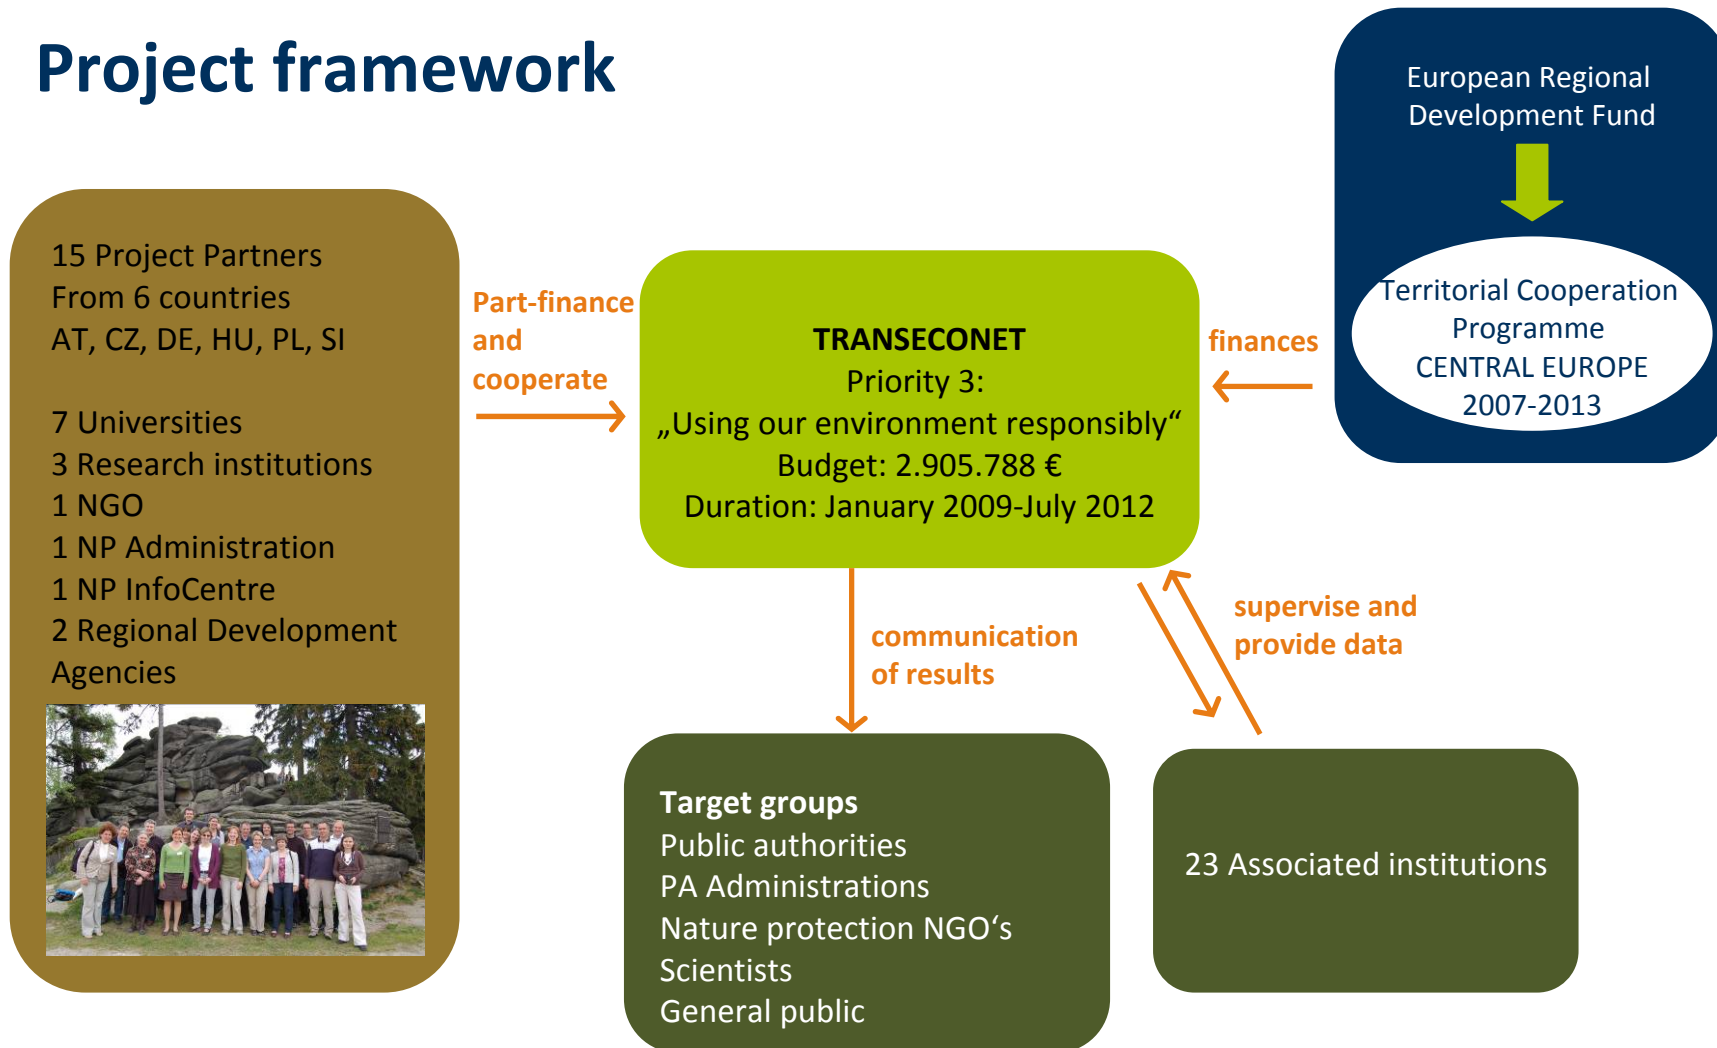 Project framework
European Regional
Development Fund
Territorial Cooperation
Programme
CENTRAL EUROPE
2007-2013
15 Project Partners
From 6 countries
AT, CZ, DE, HU, PL, SI
7 Universities
3 Research institutions
1 NGO
1 NP Administration
1 NP InfoCentre
2 Regional Development
Agencies
Part-finance
and
cooperate
TRANSECONET
Priority 3:
„Using our environment responsibly“
Budget: 2.905.788 €
Duration: January 2009-July 2012
finances
communication
of results
supervise and
provide data
Target groups
Public authorities
PA Administrations
Nature protection NGO‘s
Scientists
General public
23 Associated institutions